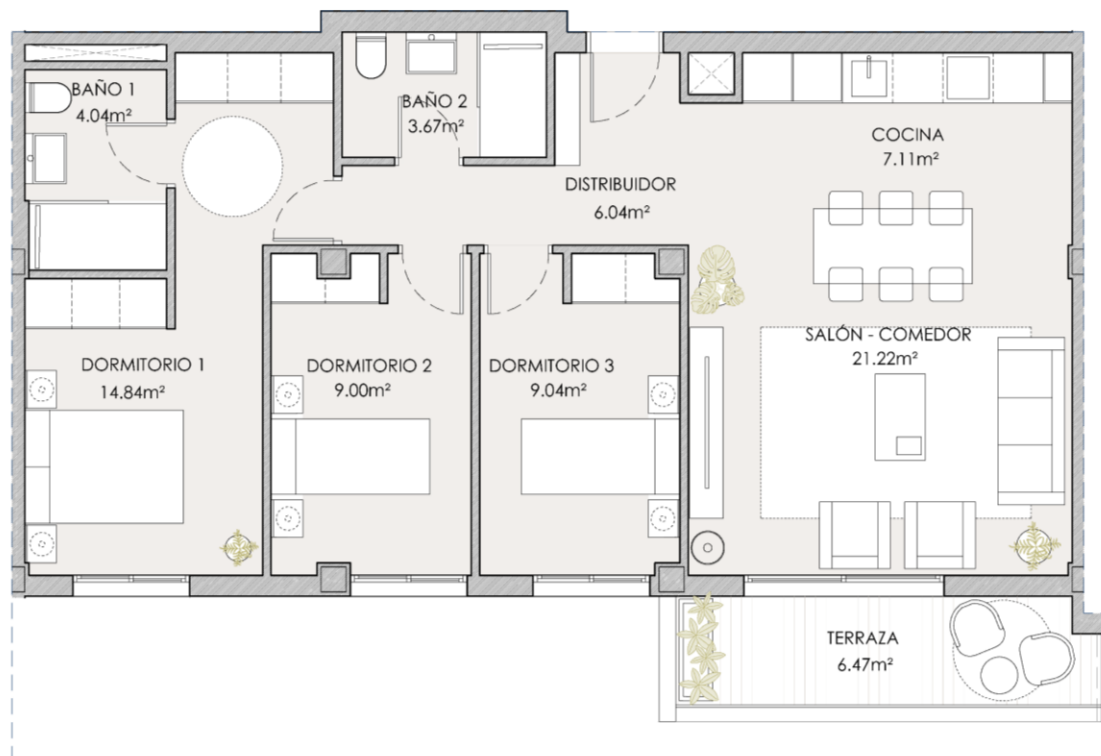 BAÑO 1
4.04m²
BAÑO 2
3.67m²
COCINA
7.11m²
DISTRIBUIDOR
6.04m²
SALÓN - COMEDOR
21.22m²
DORMITORIO 1
14.84m²
DORMITORIO 2
9.00m²
DORMITORIO 3
9.04m²
TERRAZA
6.47m²